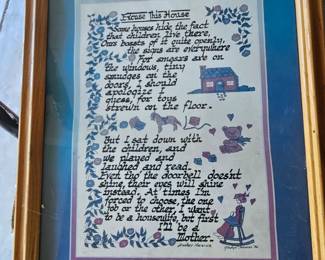 Excuse This House
Some houses hide the fact
that children live there,
Ours boasts of it quite openly,
the signs are everywhere
For smears are on
the windows, tiny
smudges on the
doors, I should
apologize I
guess, for toys
strewn on the floor.
But I sat down with
the children, and
we played and
laughed and read.
Even tho the doorbell doesnt
shine, their eyes will shine
instead. At times I'm
forced to choose, the one
job or the other, I want
to be a housewife, but first
I'll be a
Mother.